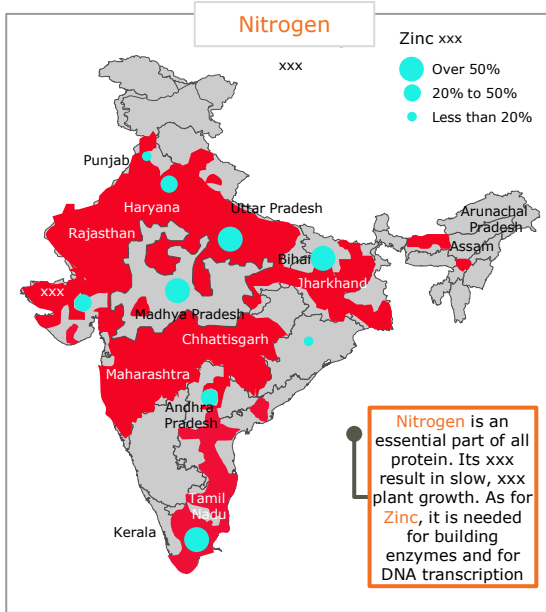 Nitrogen
Zinc xxx
xxx
Over 50%
20% to 50%
Less than 20%
Punjab
Haryana
Uttar Pradesh
Rajasthan
Arunachal
Pradesh
Assam
Bihar
Jharkhand
xxx
Madhya Pradesh
Chhattisgarh
Maharashtra
Andhra
Pradesh
Tamil
Nadu
Kerala
Nitrogen is an
essential part of all
protein. Its xxx
result in slow, xxx
plant growth. As for
Zinc, it is needed
for building
enzymes and for
DNA transcription